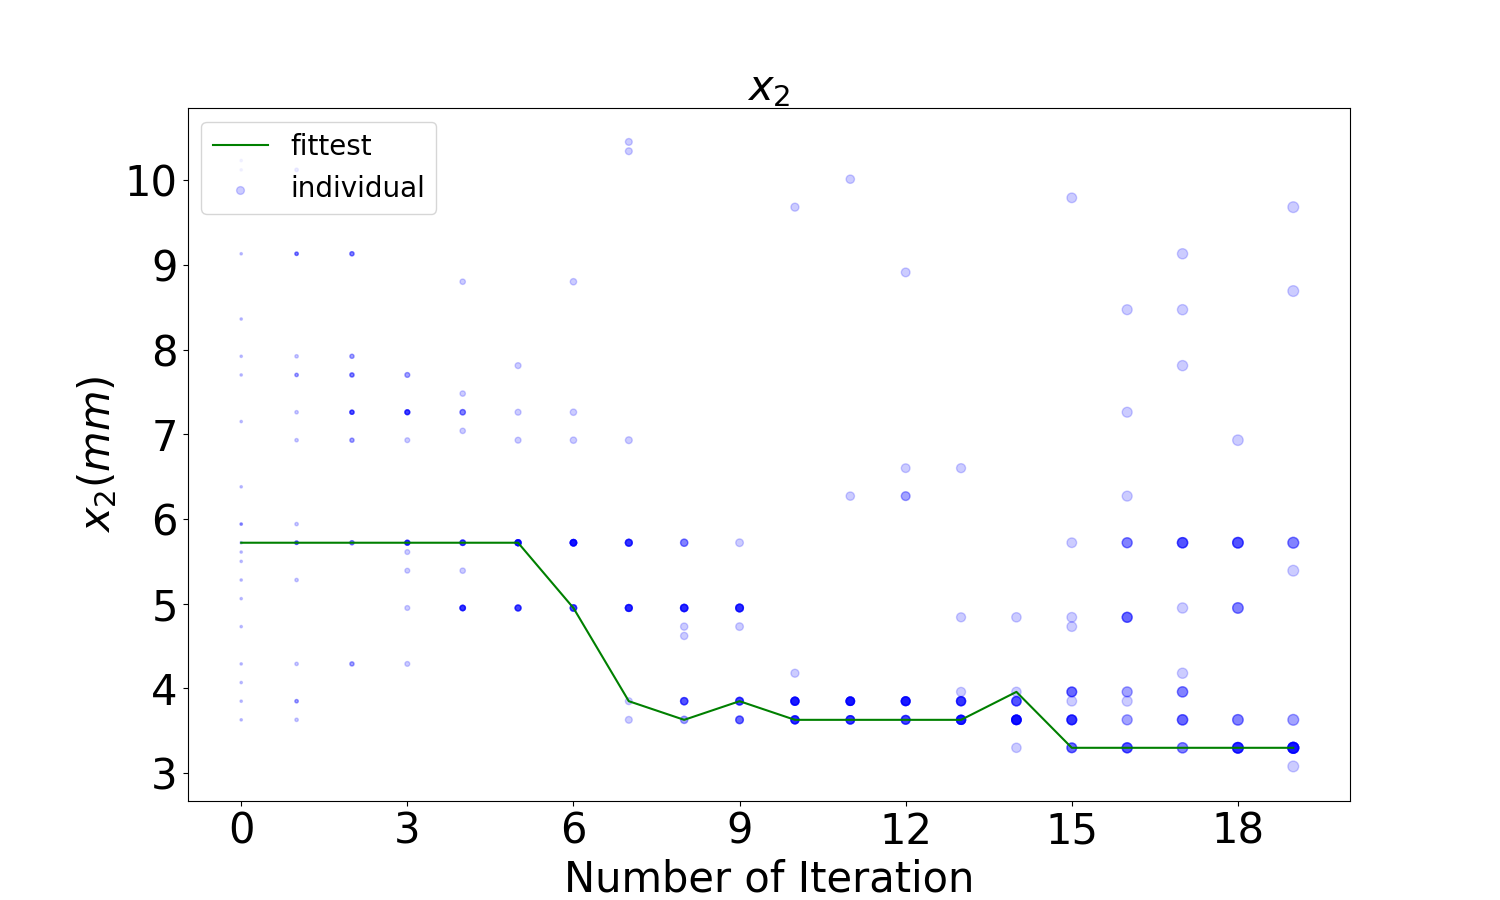 x₂
fittest
individual
10
9
8
7
6
5
4
3
x₂(mm)
0 3 6 9 12 15 18
Number of Iteration